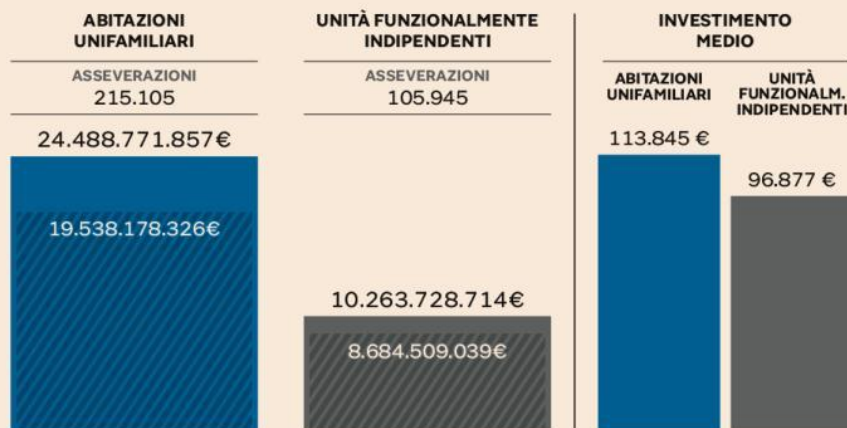 ABITAZIONI
UNIFAMILIARI
ASSEVERAZIONI
215.105
24.488.771.857€
19.538.178.326€
UNITÀ FUNZIONALMENTE
INDIPENDENTI
ASSEVERAZIONI
105.945
10.263.728.714€
8.684.509.039€
INVESTIMENTO
MEDIO
ABITAZIONI
UNIFAMILIARI
113.845 €
UNITÀ
FUNZIONALM.
INDIPENDENTI
96.877 €